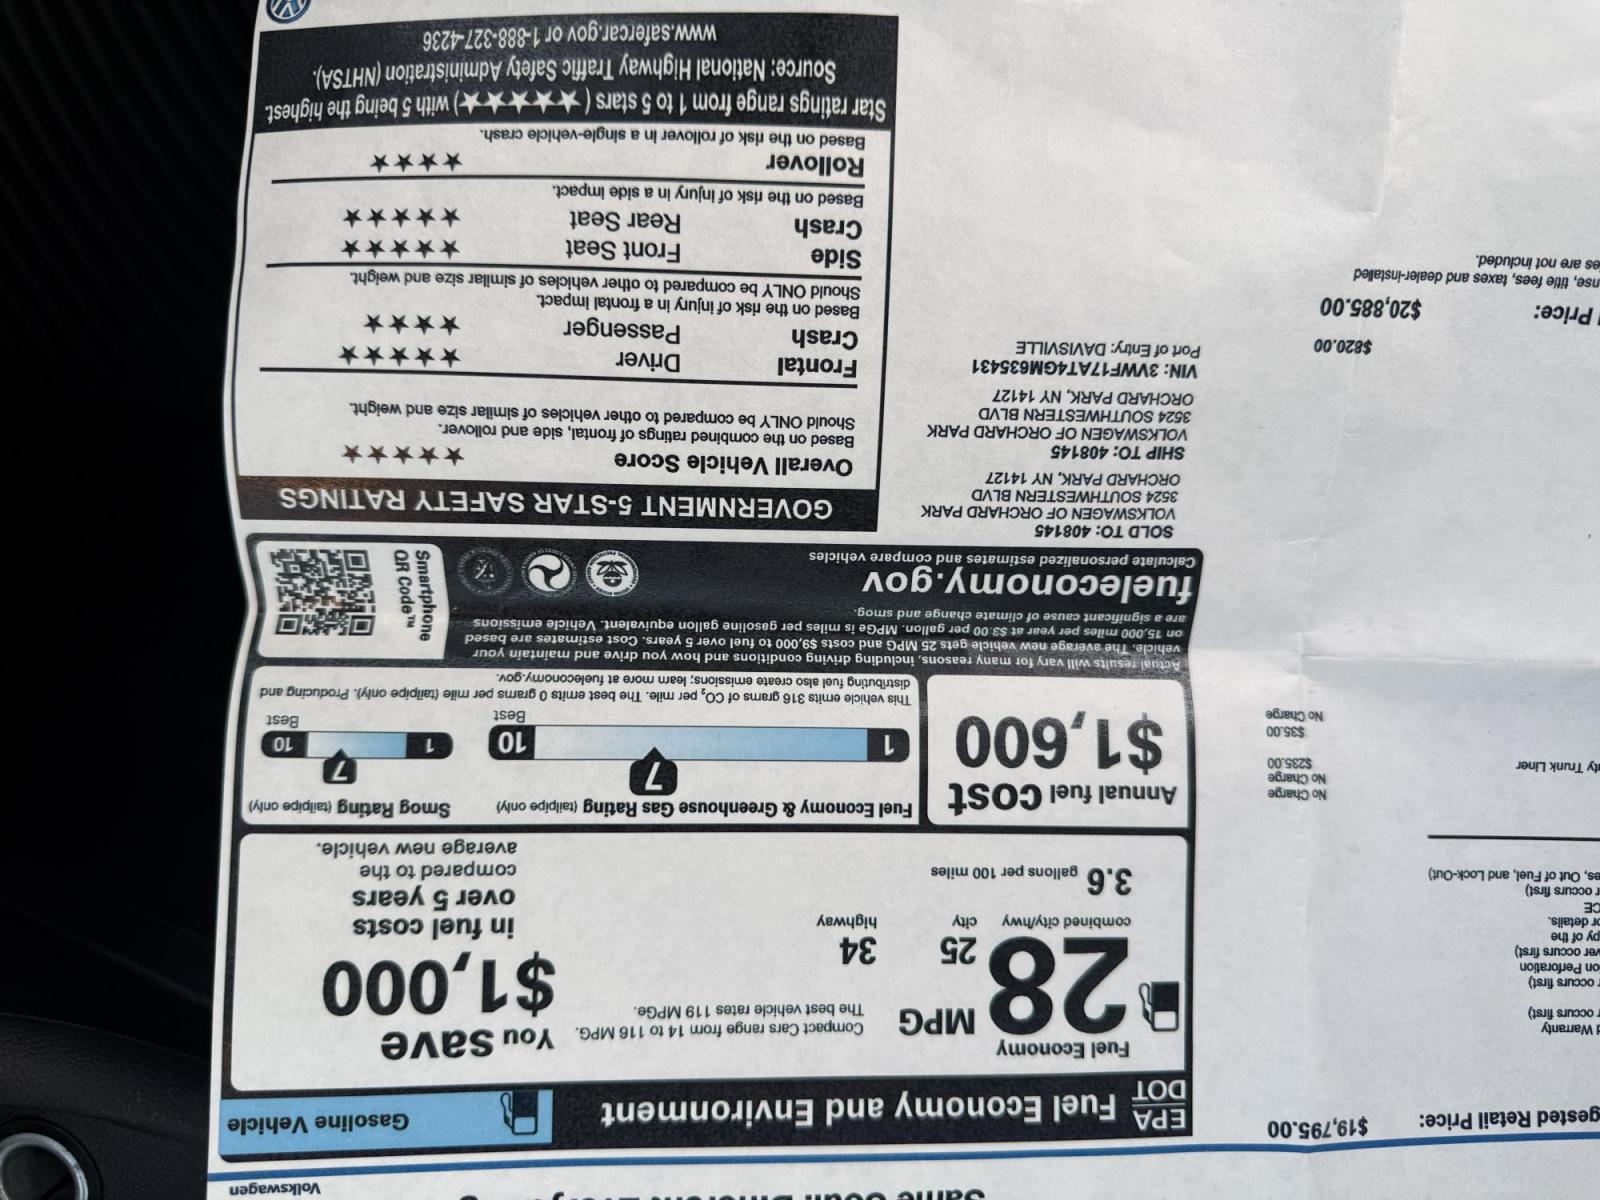 Volkswagen
Same Soul Different
gested Retail Price: $19,795.00
d Warranty
r occurs first)
r occurs first)
on Perforation
ver occurs first)
py of the
or details.
CE
r occurs first)
es, Out of Fuel, and Lock-Out)
No Charge
No Charge
ty Trunk Liner $235.00
$35.00
No Charge
$820.00
l Price: $20,885.00
nse, title fees, taxes and dealer-installed
es are not included.
EPA
DOT
Fuel Economy and Environment
Gasoline Vehicle
Fuel Economy
28 MPG
combined city/hwy
25
city
34
highway
3.6 gallons per 100 miles
Compact Cars range from 14 to 116 MPG.
The best vehicle rates 119 MPGe.
You save
$1,000
in fuel costs
over 5 years
compared to the
average new vehicle.
Annual fuel cost
$1,600
Fuel Economy & Greenhouse Gas Rating (tailpipe only)
7
1 10
Best
Smog Rating (tailpipe only)
7
1 10
Best
This vehicle emits 316 grams of CO₂ per mile. The best emits 0 grams per mile (tailpipe only). Producing and
distributing fuel also create emissions; learn more at fueleconomy.gov.
Actual results will vary for many reasons, including driving conditions and how you drive and maintain your
vehicle. The average new vehicle gets 25 MPG and costs $9,000 to fuel over 5 years. Cost estimates are based
on 15,000 miles per year at $3.00 per gallon. MPGe is miles per gasoline gallon equivalent. Vehicle emissions
are a significant cause of climate change and smog.
fueleconomy.gov
Calculate personalized estimates and compare vehicles
Smartphone
QR Code™
SOLD TO: 408145
VOLKSWAGEN OF ORCHARD PARK
3524 SOUTHWESTERN BLVD
ORCHARD PARK, NY 14127
SHIP TO: 408145
VOLKSWAGEN OF ORCHARD PARK
3524 SOUTHWESTERN BLVD
ORCHARD PARK, NY 14127
VIN: 3VWF17AT4GM635431
Port of Entry: DAVISVILLE
GOVERNMENT 5-STAR SAFETY RATINGS
Overall Vehicle Score ★★★★★
Based on the combined ratings of frontal, side and rollover.
Should ONLY be compared to other vehicles of similar size and weight.
Frontal Driver ★★★★★
Crash Passenger ★★★★
Based on the risk of injury in a frontal impact.
Should ONLY be compared to other vehicles of similar size and weight.
Side Front Seat ★★★★★
Crash Rear Seat ★★★★★
Based on the risk of injury in a side impact.
Rollover ★★★★
Based on the risk of rollover in a single-vehicle crash.
Star ratings range from 1 to 5 stars (★★★★★) with 5 being the highest.
Source: National Highway Traffic Safety Administration (NHTSA).
www.safercar.gov or 1-888-327-4236